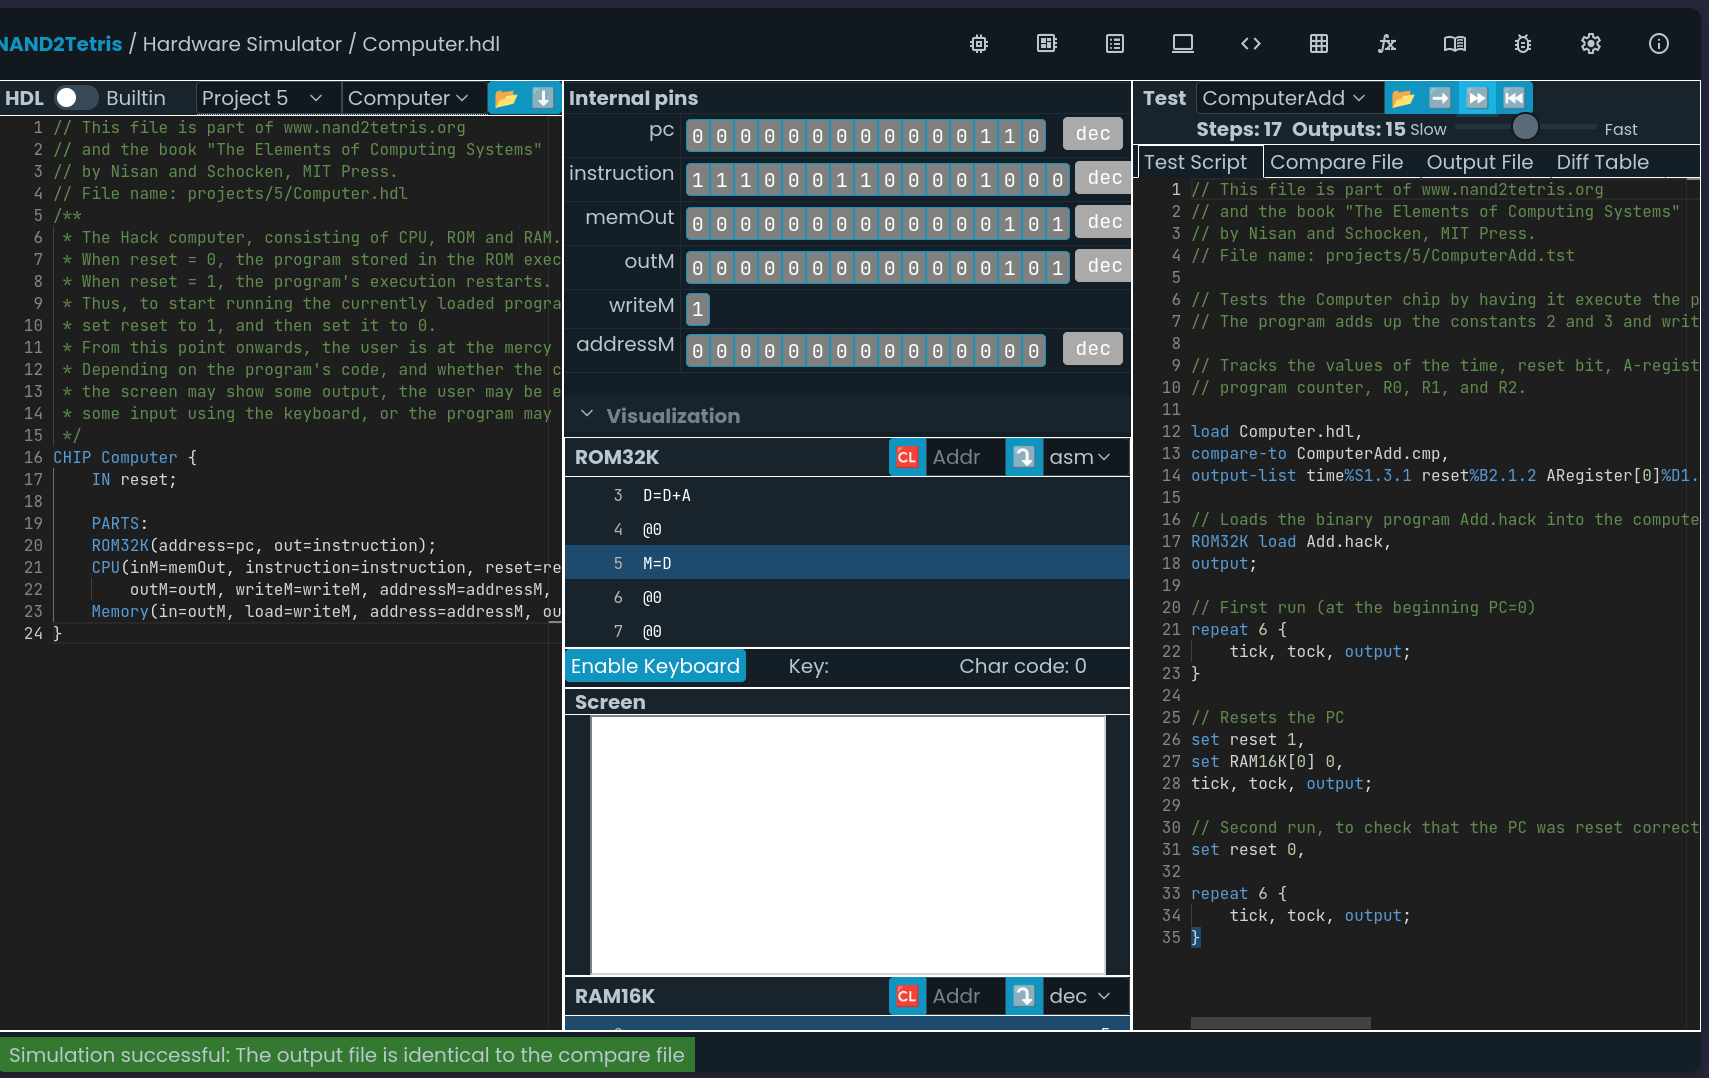 NAND2Tetris / Hardware Simulator / Computer.hdl
HDL Builtin Project 5 Computer
1 // This file is part of www.nand2tetris.org
2 // and the book "The Elements of Computing Systems"
3 // by Nisan and Schocken, MIT Press.
4 // File name: projects/5/Computer.hdl
5 /**
6 * The Hack computer, consisting of CPU, ROM and RAM.
7 * When reset = 0, the program stored in the ROM exec
8 * When reset = 1, the program's execution restarts.
9 * Thus, to start running the currently loaded progra
10 * set reset to 1, and then set it to 0.
11 * From this point onwards, the user is at the mercy
12 * Depending on the program's code, and whether the c
13 * the screen may show some output, the user may be e
14 * some input using the keyboard, or the program may
15 */
16 CHIP Computer {
17 IN reset;
18
19 PARTS:
20 ROM32K(address=pc, out=instruction);
21 CPU(inM=memOut, instruction=instruction, reset=re
22 outM=outM, writeM=writeM, addressM=addressM,
23 Memory(in=outM, load=writeM, address=addressM, ou
24 }
Internal pins
pc 0 0 0 0 0 0 0 0 0 0 0 0 1 1 0 dec
instruction 1 1 1 0 0 0 1 1 0 0 0 0 1 0 0 0 dec
memOut 0 0 0 0 0 0 0 0 0 0 0 0 0 1 0 1 dec
outM 0 0 0 0 0 0 0 0 0 0 0 0 0 1 0 1 dec
writeM 1
addressM 0 0 0 0 0 0 0 0 0 0 0 0 0 0 0 dec
Visualization
ROM32K CL Addr asm
3 D=D+A
4 @0
5 M=D
6 @0
7 @0
Enable Keyboard Key: Char code: 0
Screen
RAM16K CL Addr dec
Test ComputerAdd
Steps: 17 Outputs: 15 Slow Fast
Test Script Compare File Output File Diff Table
1 // This file is part of www.nand2tetris.org
2 // and the book "The Elements of Computing Systems"
3 // by Nisan and Schocken, MIT Press.
4 // File name: projects/5/ComputerAdd.tst
5
6 // Tests the Computer chip by having it execute the p
7 // The program adds up the constants 2 and 3 and writ
8
9 // Tracks the values of the time, reset bit, A-regist
10 // program counter, R0, R1, and R2.
11
12 load Computer.hdl,
13 compare-to ComputerAdd.cmp,
14 output-list time%S1.3.1 reset%B2.1.2 ARegister[0]%D1.
15
16 // Loads the binary program Add.hack into the compute
17 ROM32K load Add.hack,
18 output;
19
20 // First run (at the beginning PC=0)
21 repeat 6 {
22 tick, tock, output;
23 }
24
25 // Resets the PC
26 set reset 1,
27 set RAM16K[0] 0,
28 tick, tock, output;
29
30 // Second run, to check that the PC was reset correct
31 set reset 0,
32
33 repeat 6 {
34 tick, tock, output;
35 }
Simulation successful: The output file is identical to the compare file